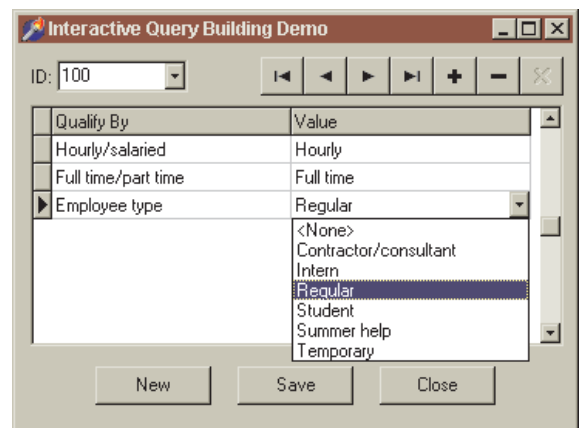 Interactive Query Building Demo
ID: 100
Qualify By Value
Hourly/salaried Hourly
Full time/part time Full time
Employee type Regular
<None>
Contractor/consultant
Intern
Regular
Student
Summer help
Temporary
New Save Close